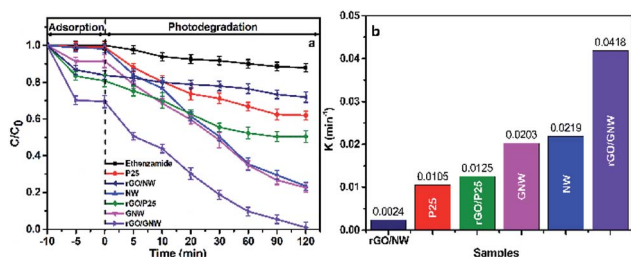 Adsorption Photodegradation
a
1.0
0.8
0.6
0.4
0.2
0.0
C/C0
Ethenzamide
P25
rGO/NW
NW
rGO/P25
GNW
rGO/GNW
-10 -5 0 5 10 20 30 60 90 120
Time (min)
b
0.05
0.04
0.03
0.02
0.01
0.00
K (min-1)
0.0024
0.0105
0.0125
0.0203
0.0219
0.0418
rGO/NW
P25
rGO/P25
GNW
NW
rGO/GNW
Samples